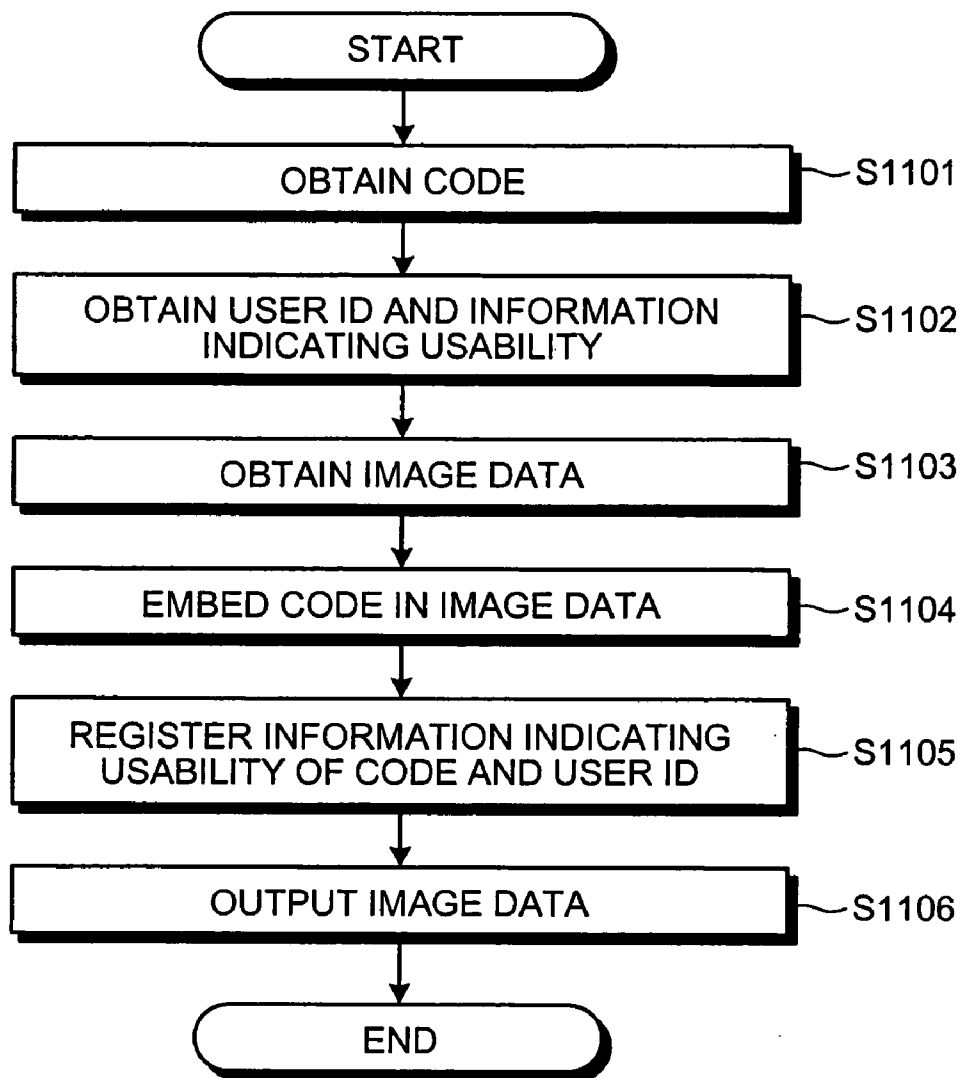 START
OBTAIN CODE
S1101
OBTAIN USER ID AND INFORMATION
INDICATING USABILITY
S1102
OBTAIN IMAGE DATA
S1103
EMBED CODE IN IMAGE DATA
S1104
REGISTER INFORMATION INDICATING
USABILITY OF CODE AND USER ID
S1105
OUTPUT IMAGE DATA
S1106
END